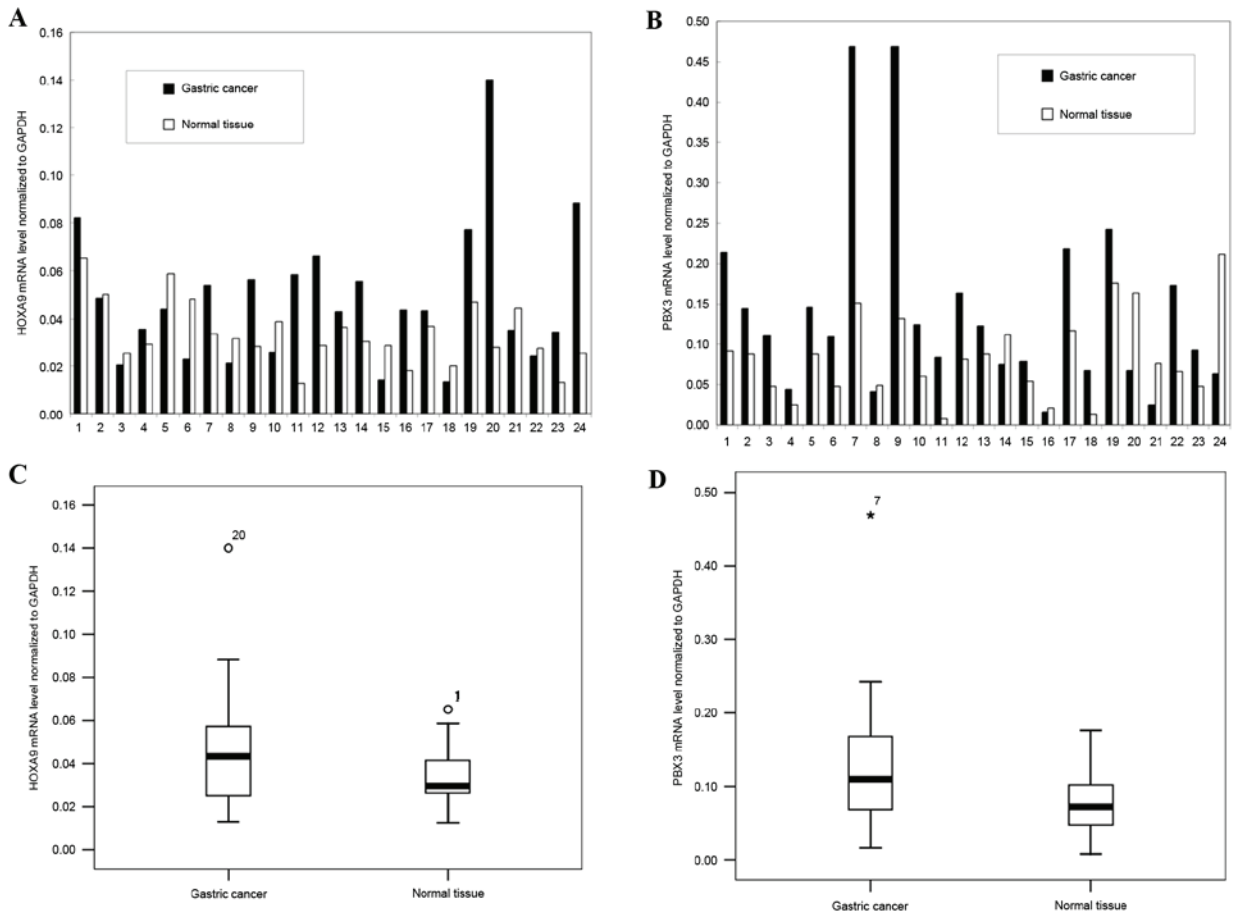 A
HOXA9 mRNA level normalized to GAPDH
0.16
0.14
0.12
0.10
0.08
0.06
0.04
0.02
0.00
Gastric cancer
Normal tissue
1 2 3 4 5 6 7 8 9 10 11 12 13 14 15 16 17 18 19 20 21 22 23 24
B
PBX3 mRNA level normalized to GAPDH
0.50
0.45
0.40
0.35
0.30
0.25
0.20
0.15
0.10
0.05
0.00
Gastric cancer
Normal tissue
1 2 3 4 5 6 7 8 9 10 11 12 13 14 15 16 17 18 19 20 21 22 23 24
C
HOXA9 mRNA level normalized to GAPDH
0.16
0.14
0.12
0.10
0.08
0.06
0.04
0.02
0.00
20
1
Gastric cancer Normal tissue
D
PBX3 mRNA level normalized to GAPDH
0.50
0.40
0.30
0.20
0.10
0.00
7
Gastric cancer Normal tissue